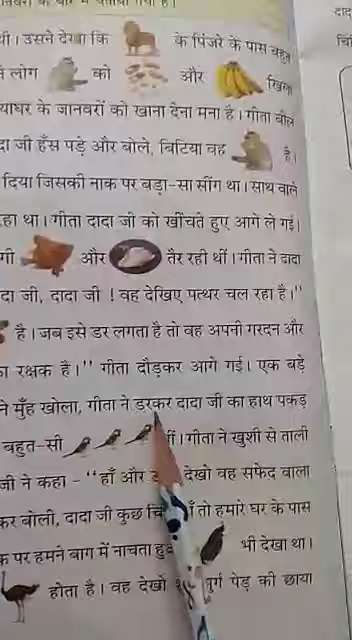 थी। उसने देखा कि के पिंजरे के पास बहुत
लोग को और खिला
याघर के जानवरों को खाना देना मना है। गीता बोल
दा जी हँस पड़े और बोले, बिटिया वह है।
दिया जिसकी नाक पर बड़ा-सा सींग था। साथ वाले
हा था। गीता दादा जी को खींचते हुए आगे ले गई।
गी और तैर रही थीं। गीता ने दादा
दा जी, दादा जी ! वह देखिए पत्थर चल रहा है।"
है। जब इसे डर लगता है तो वह अपनी गरदन और
ा रक्षक है।" गीता दौड़कर आगे गई। एक बड़े
ने मुँह खोला, गीता ने डरकर दादा जी का हाथ पकड़
बहुत-सी गीता ने खुशी से ताली
जी ने कहा - "हाँ और देखो वह सफेद वाला
कर बोली, दादा जी कुछ तो हमारे घर के पास
क पर हमने बाग में नाचता भी देखा था।
होता है। वह देखो पेड़ की छाया